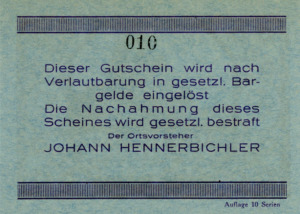 010
Dieser Gutschein wird nach
Verlautbarung in gesetzl. Bar-
gelde eingelöst
Die Nachahmung dieses
Scheines wird gesetzl. bestraft
Der Ortsvorsteher
JOHANN HENNERBICHLER
Auflage 10 Serien